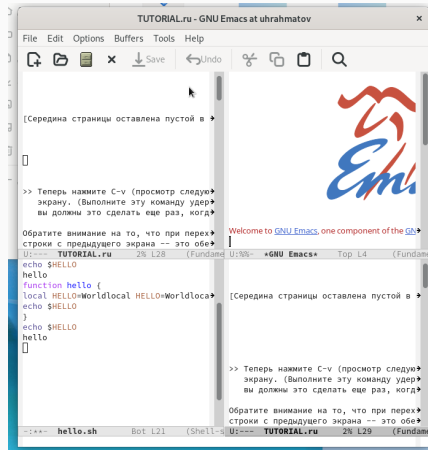 TUTORIAL.ru - GNU Emacs at uhrahmatov
File Edit Options Buffers Tools Help
Save Undo
[Середина страницы оставлена пустой в
>> Теперь нажмите C-v (просмотр следую
экрану. (Выполните эту команду удер
вы должны это сделать еще раз, когд
Обратите внимание на то, что при перех
строки с предыдущего экрана -- это обе
U:--- TUTORIAL.ru 2% L28 (Fundame
Emac
Welcome to GNU Emacs, one component of the GN
U:%%- *GNU Emacs* Top L4 (Fundam
echo $HELLO
hello
function hello {
local HELLO=Worldlocal HELLO=Worldloca
echo $HELLO
}
echo $HELLO
hello
-:**- hello.sh Bot L21 (Shell-s
[Середина страницы оставлена пустой в
>> Теперь нажмите C-v (просмотр следую
экрану. (Выполните эту команду удер
вы должны это сделать еще раз, когд
Обратите внимание на то, что при перех
строки с предыдущего экрана -- это обе
U:--- TUTORIAL.ru 2% L29 (Fundam